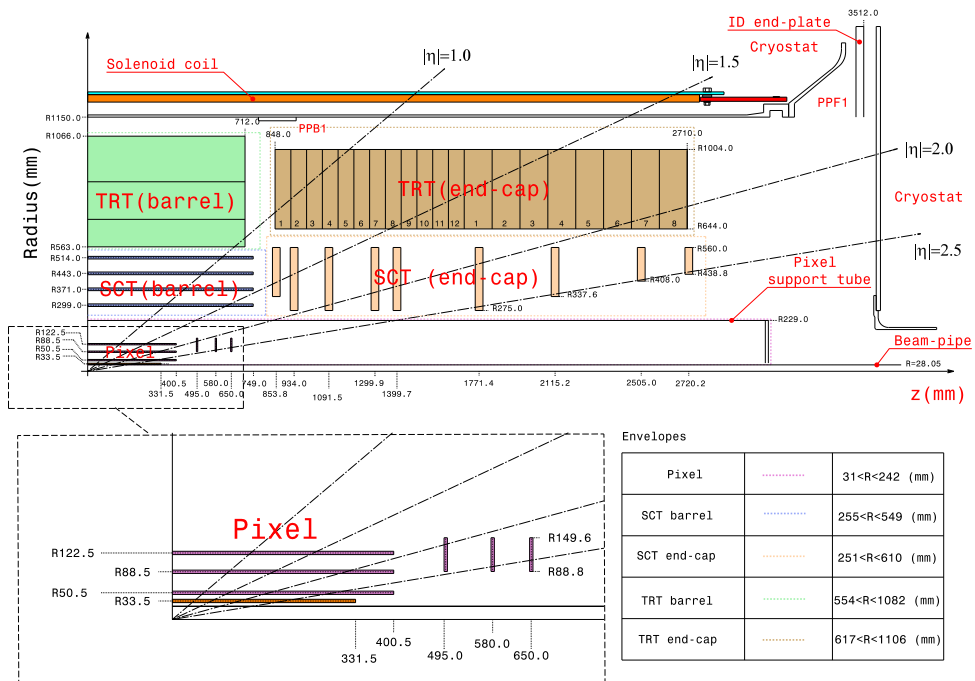 3512.0
ID end-plate
Cryostat
|η|=1.0
|η|=1.5
Solenoid coil
PPF1
R1150.0
712.0
PPB1
848.0
2710.0
R1066.0
R1004.0
Radius(mm)
TRT(barrel)
TRT(end-cap)
|η|=2.0
Cryostat
1 2 3 4 5 6 7 8 9 10 11 12 1 2 3 4 5 6 7 8
R644.0
R563.0
R560.0
|η|=2.5
R514.0
R443.0
R371.0
R299.0
SCT(barrel)
SCT (end-cap)
R438.8
R408.0
R337.6
R275.0
Pixel
support tube
R229.0
R122.5
R88.5
R50.5
R33.5
Pixel
Beam-pipe
R=28.05
400.5 580.0 749.0 934.0 1299.9 1771.4 2115.2 2505.0 2720.2
331.5 495.0 650.0 853.8 1091.5 1399.7
z(mm)
Envelopes
Pixel 31<R<242 (mm)
SCT barrel 255<R<549 (mm)
SCT end-cap 251<R<610 (mm)
TRT barrel 554<R<1082 (mm)
TRT end-cap 617<R<1106 (mm)
Pixel
R122.5
R88.5
R50.5
R33.5
R149.6
R88.8
400.5
331.5
495.0
580.0
650.0